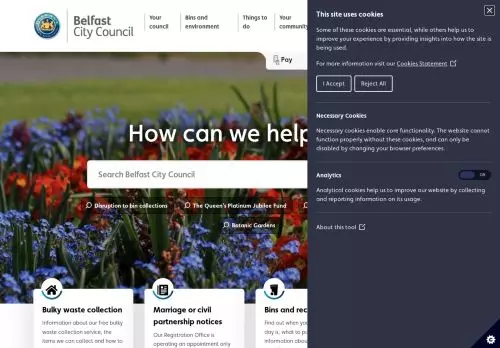 Belfast
City Council
Your
council
Bins and
environment
Things to
do
Your
community
Pay
How can we help
Search Belfast City Council
Disruption to bin collections
The Queen's Platinum Jubilee Fund
Botanic Gardens
Bulky waste collection
Information about our free bulky
waste collection service, the
items we can collect and how to
Marriage or civil
partnership notices
Our Registration Office is
operating an appointment only
Bins and rec
Find out when yo
day is, what to pu
information abou
This site uses cookies
Some of these cookies are essential, while others help us to
improve your experience by providing insights into how the site is
being used.
For more information visit our Cookies Statement
I Accept
Reject All
Necessary Cookies
Necessary cookies enable core functionality. The website cannot
function properly without these cookies, and can only be
disabled by changing your browser preferences.
Analytics
Off
Analytical cookies help us to improve our website by collecting
and reporting information on its usage.
About this tool